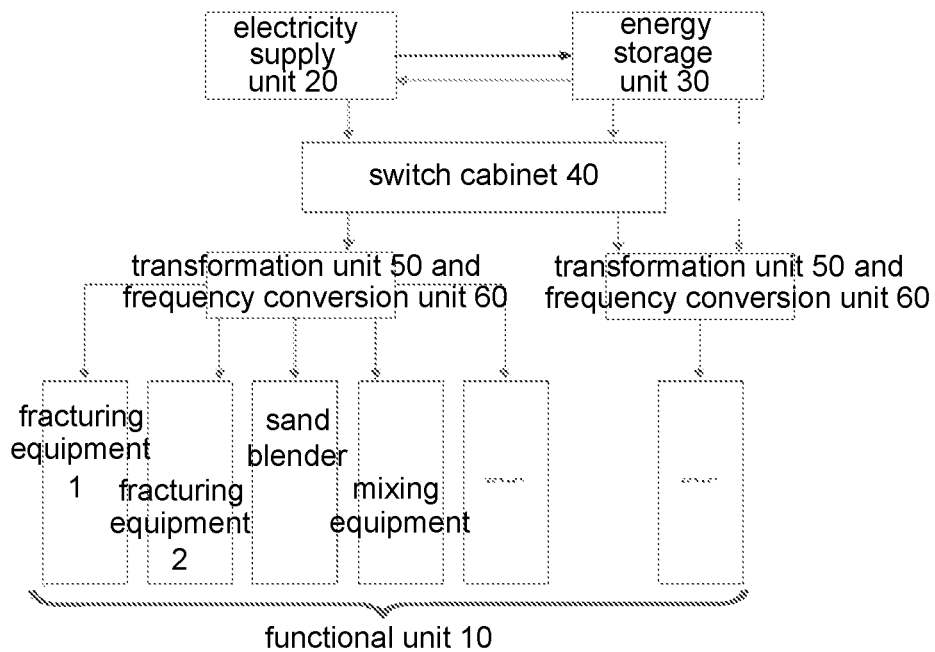 electricity
supply
unit 20
energy
storage
unit 30
switch cabinet 40
transformation unit 50 and
frequency conversion unit 60
transformation unit 50 and
frequency conversion unit 60
fracturing
equipment
1
fracturing
equipment
2
sand
blender
mixing
equipment
functional unit 10